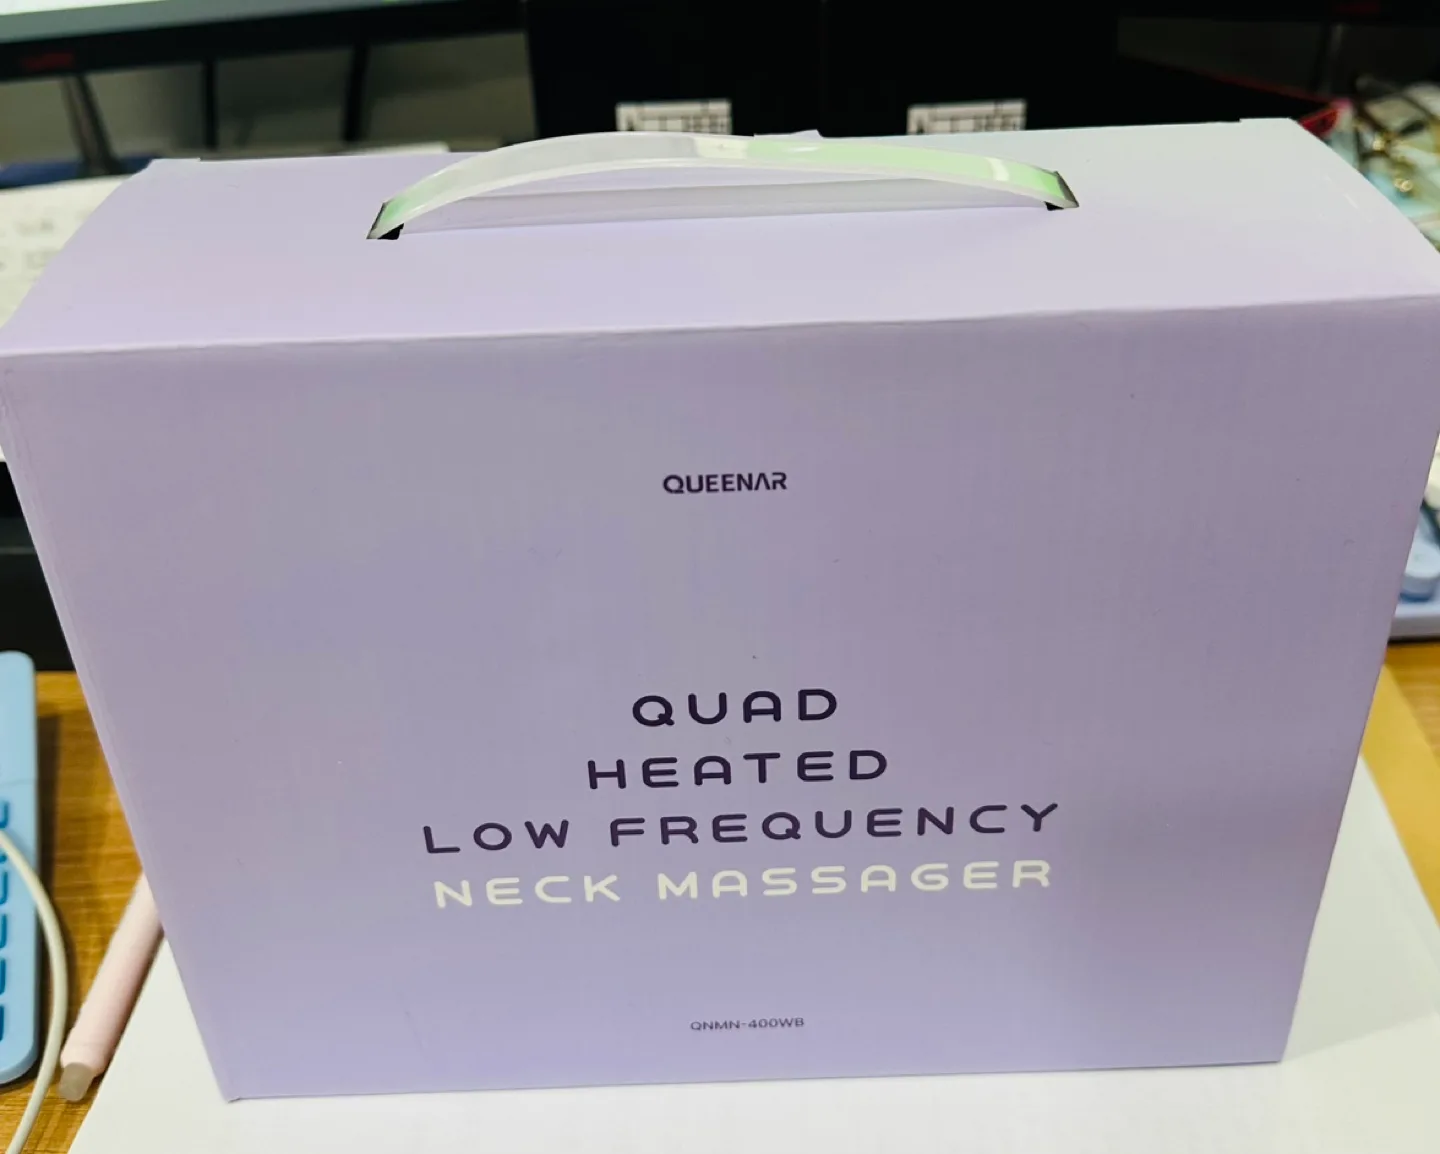 QUEENAR
QUAD
HEATED
LOW FREQUENCY
NECK MASSAGER
QNMN-400WB